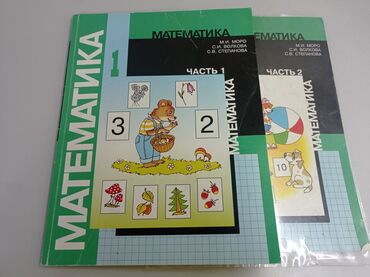 МАТЕМАТИКА
1
МАТЕМАТИКА
М.И. МОРО
С.И. ВОЛКОВА
С.В. СТЕПАНОВА
ЧАСТЬ 1
3
2
МАТЕМАТИКА
МАТЕМАТИКА
М.И. МОРО
С.И. ВОЛКОВА
С.В. СТЕПАНОВА
ЧАСТЬ 2
10
МАТЕМАТИКА